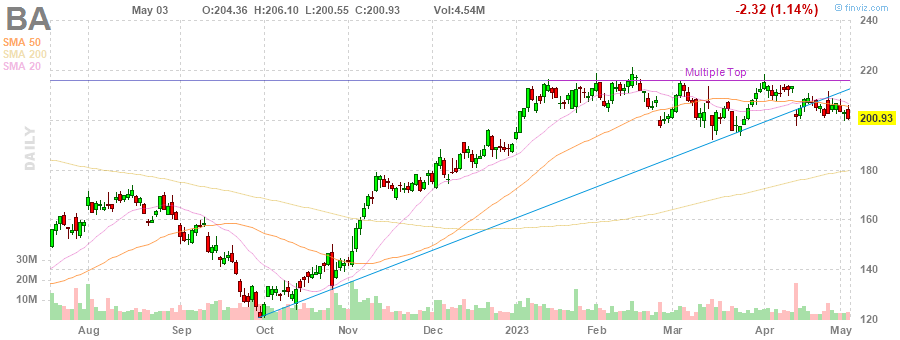 BA May 03 O:204.36 H:206.10 L:200.55 C:200.93 Vol:4.54M -2.32 (1.14%) finviz.com
SMA 50
SMA 200
SMA 20
Multiple Top
DAILY
240
220
200.93
180
160
140
120
30M
20M
10M
Aug Sep Oct Nov Dec 2023 Feb Mar Apr May